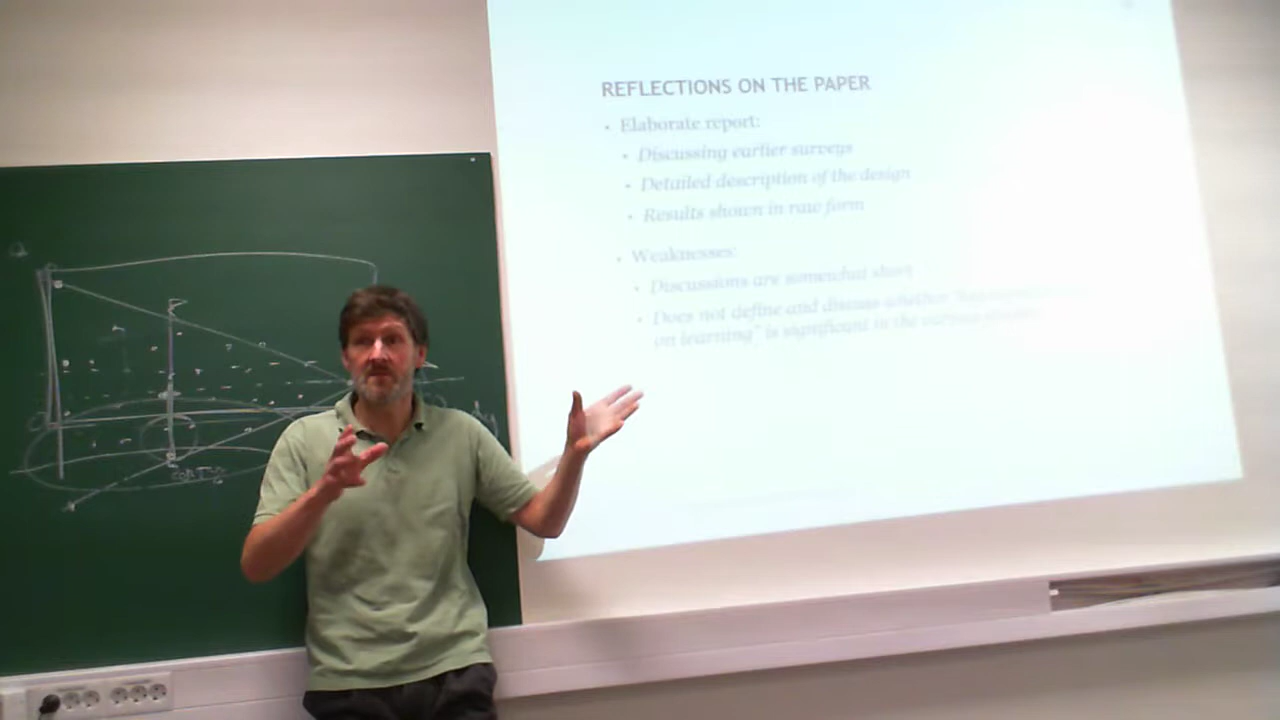 REFLECTIONS ON THE PAPER
• Elaborate report:
• Discussing earlier surveys
• Detailed description of the design
• Results shown in raw form
• Weaknesses:
• Discussions are somewhat short
• Does not define and discuss whether
on learning" is significant in the